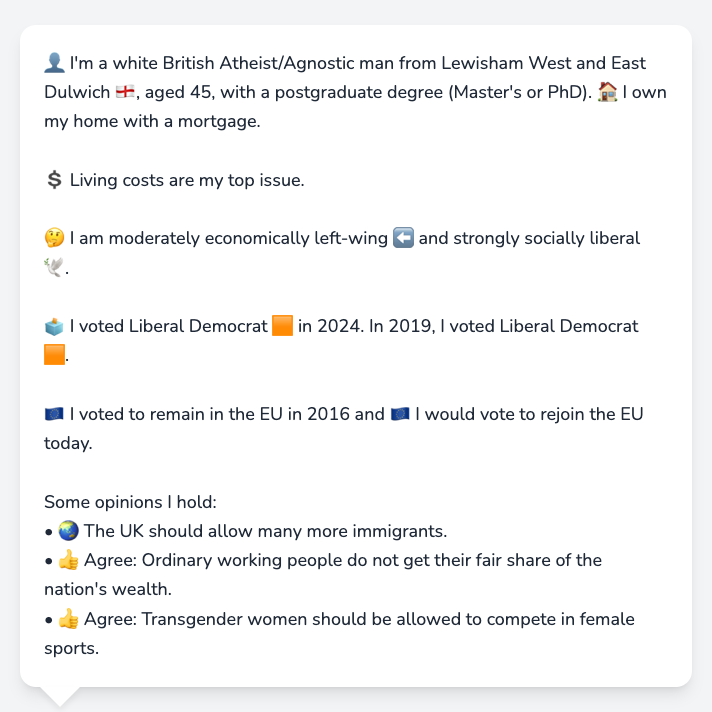 👤 I'm a white British Atheist/Agnostic man from Lewisham West and East
Dulwich 🏴󠁧󠁢󠁥󠁮󠁧󠁿, aged 45, with a postgraduate degree (Master's or PhD). 🏠 I own
my home with a mortgage.
💲 Living costs are my top issue.
🤔 I am moderately economically left-wing ⬅️ and strongly socially liberal
🕊️.
🗳️ I voted Liberal Democrat 🟧 in 2024. In 2019, I voted Liberal Democrat
🟧.
🇪🇺 I voted to remain in the EU in 2016 and 🇪🇺 I would vote to rejoin the EU
today.
Some opinions I hold:
• 🌏 The UK should allow many more immigrants.
• 👍 Agree: Ordinary working people do not get their fair share of the
nation's wealth.
• 👍 Agree: Transgender women should be allowed to compete in female
sports.